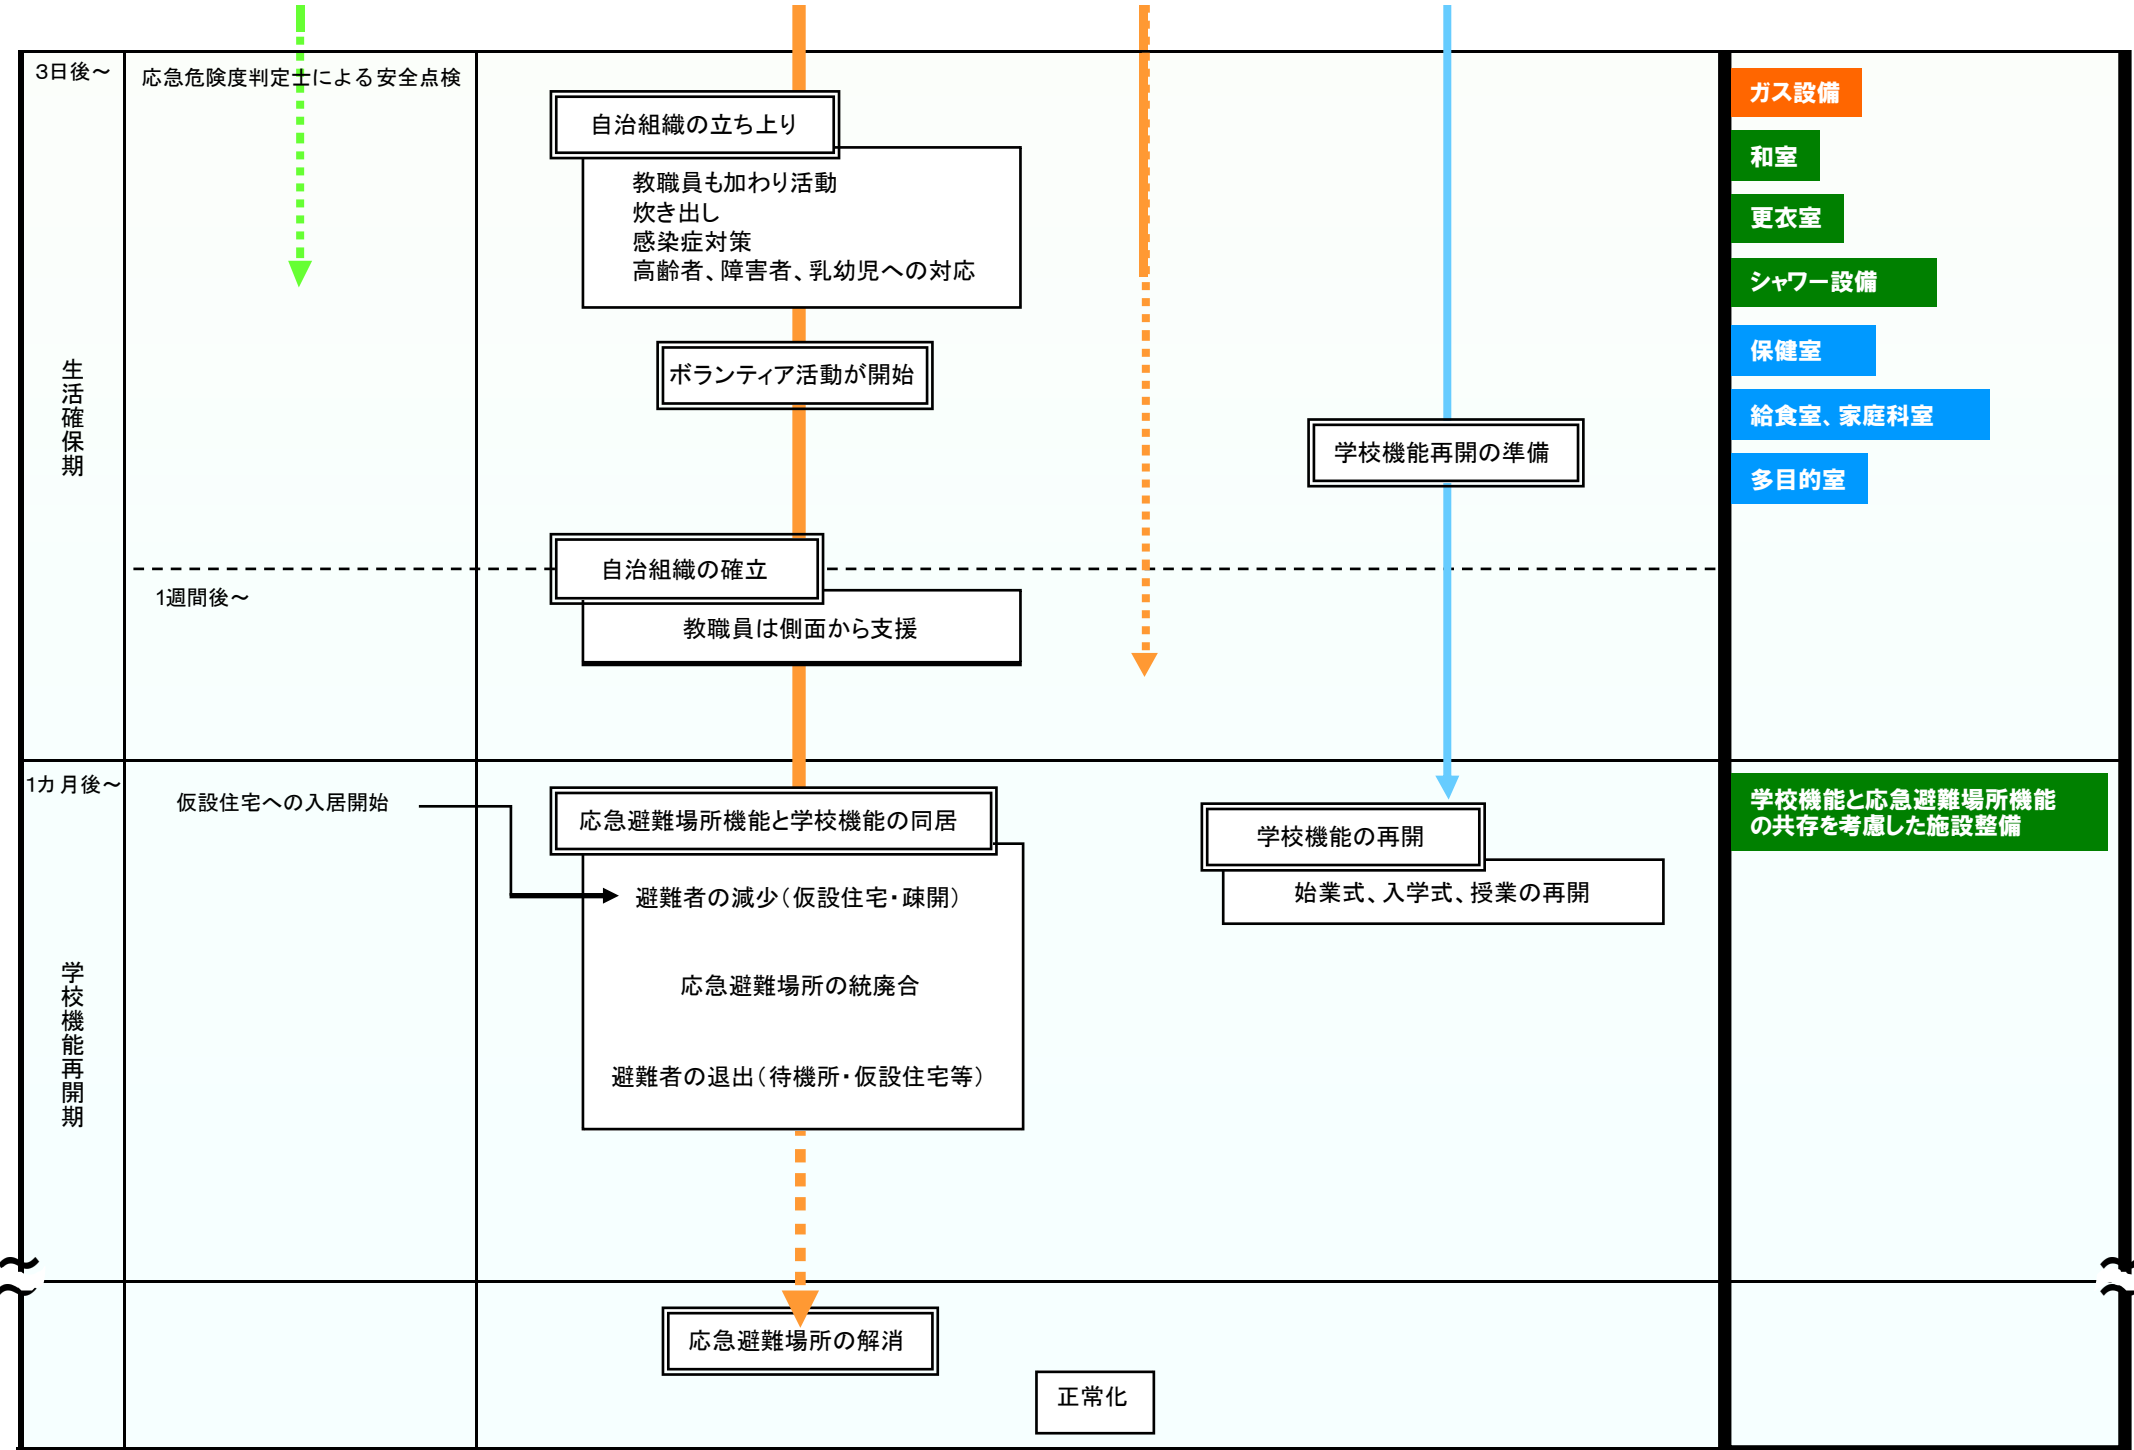 3日後～
応急危険度判定士による安全点検
自治組織の立ち上り
教職員も加わり活動
炊き出し
感染症対策
高齢者、障害者、乳幼児への対応
ボランティア活動が開始
学校機能再開の準備
生活確保期
自治組織の確立
1週間後～
教職員は側面から支援
ガス設備
和室
更衣室
シャワー設備
保健室
給食室、家庭科室
多目的室
1カ月後～
仮設住宅への入居開始
応急避難場所機能と学校機能の同居
避難者の減少（仮設住宅・疎開）
応急避難場所の統廃合
避難者の退出（待機所・仮設住宅等）
学校機能の再開
始業式、入学式、授業の再開
学校機能再開期
学校機能と応急避難場所機能
の共存を考慮した施設整備
応急避難場所の解消
正常化